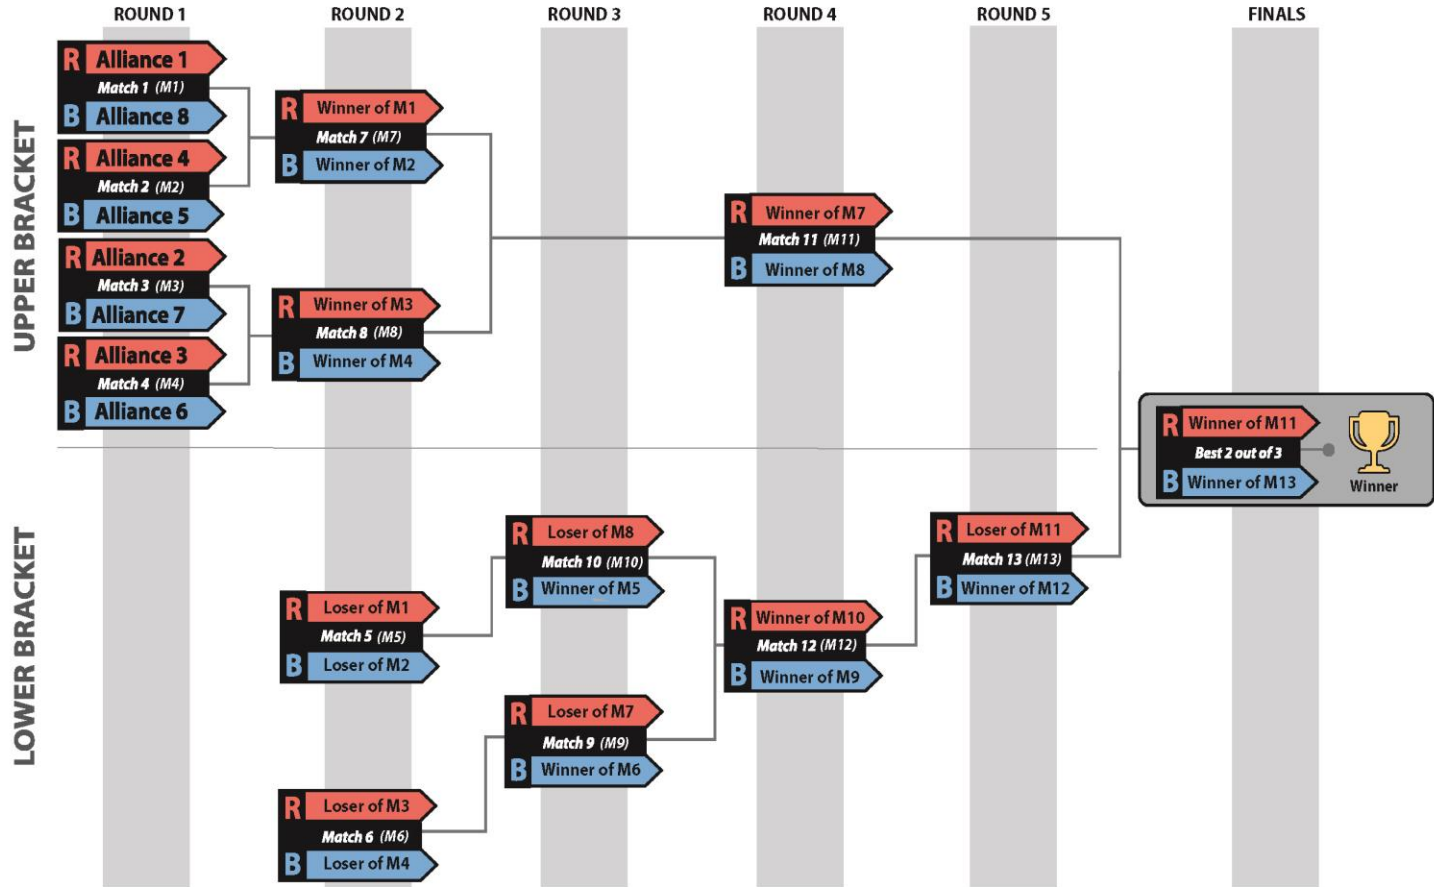 ROUND 1
ROUND 2
ROUND 3
ROUND 4
ROUND 5
FINALS
UPPER BRACKET
R Alliance 1
Match 1 (M1)
B Alliance 8
R Alliance 4
Match 2 (M2)
B Alliance 5
R Alliance 2
Match 3 (M3)
B Alliance 7
R Alliance 3
Match 4 (M4)
B Alliance 6
R Winner of M1
Match 7 (M7)
B Winner of M2
R Winner of M3
Match 8 (M8)
B Winner of M4
R Winner of M7
Match 11 (M11)
B Winner of M8
LOWER BRACKET
R Loser of M1
Match 5 (M5)
B Loser of M2
R Loser of M3
Match 6 (M6)
B Loser of M4
R Loser of M8
Match 10 (M10)
B Winner of M5
R Loser of M7
Match 9 (M9)
B Winner of M6
R Winner of M10
Match 12 (M12)
B Winner of M9
R Loser of M11
Match 13 (M13)
B Winner of M12
R Winner of M11
Best 2 out of 3
B Winner of M13
Winner